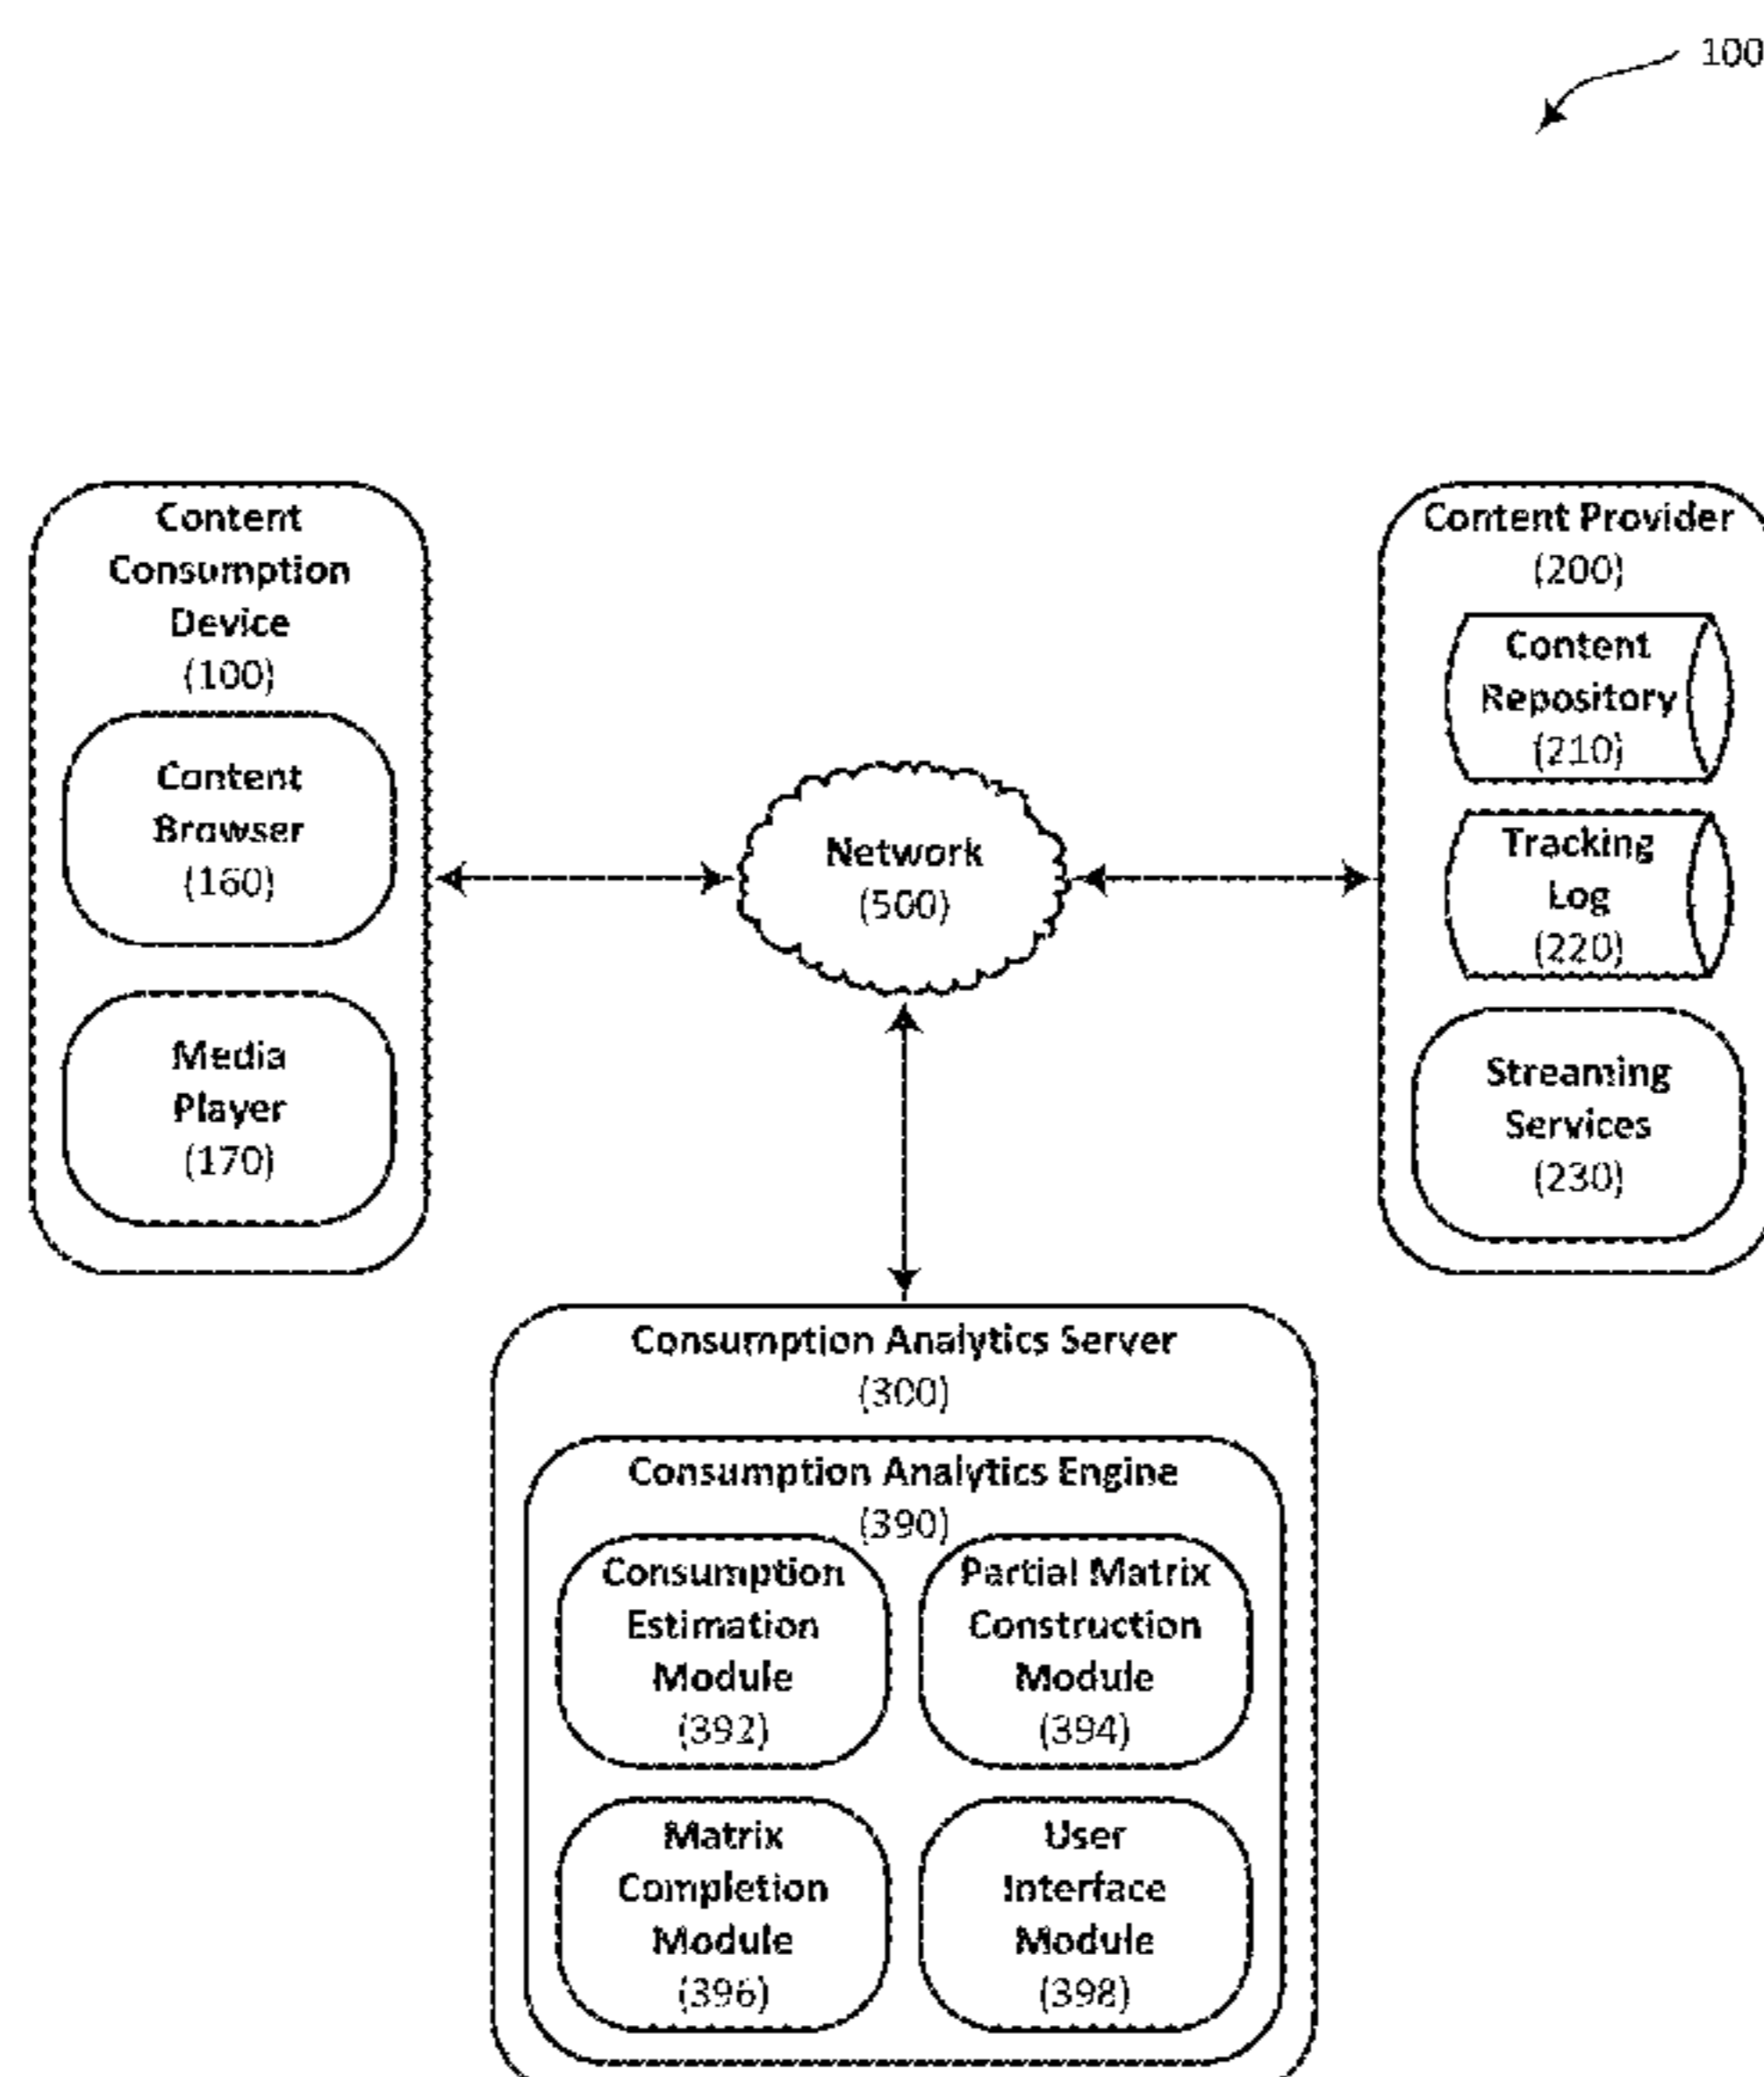 100
Content
Consumption
Device
(100)
Content
Browser
(160)
Media
Player
(170)
Network
(500)
Content Provider
(200)
Content
Repository
(210)
Tracking
Log
(220)
Streaming
Services
(230)
Consumption Analytics Server
(300)
Consumption Analytics Engine
(390)
Consumption
Estimation
Module
(392)
Partial Matrix
Construction
Module
(394)
Matrix
Completion
Module
(396)
User
Interface
Module
(398)